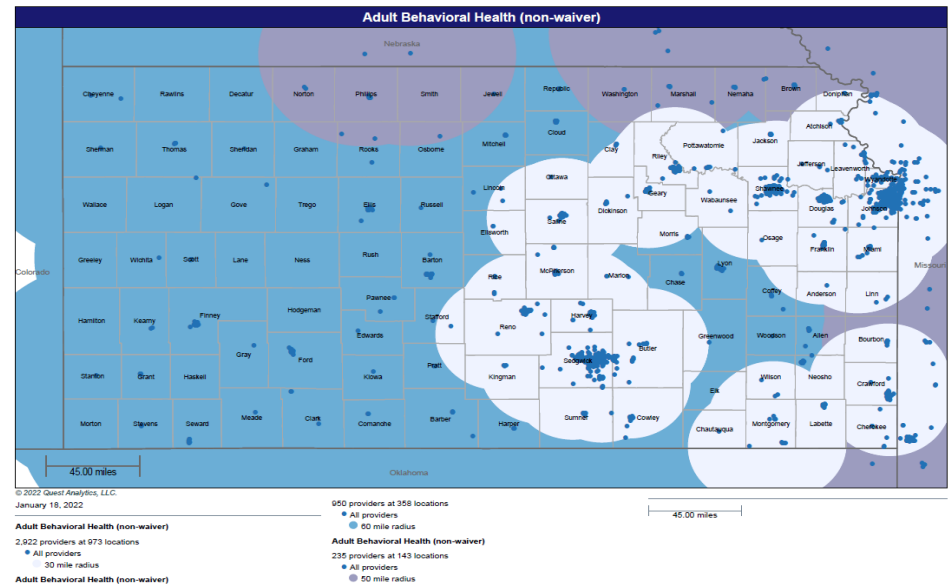 Adult Behavioral Health (non-waiver)
Nebraska
Cheyenne Rawlins Decatur Norton Phillips Smith Jewell Republic Washington Marshall Nemaha Brown Doniphan
Sherman Thomas Sheridan Graham Rooks Osborne Mitchell Cloud Clay Riley Pottawatomie Jackson Atchison
Jefferson Leavenworth Wyandotte
Wallace Logan Gove Trego Ellis Russell Lincoln Ottawa Saline Dickinson Geary Wabaunsee Shawnee Douglas Johnson
Ellsworth Morris Osage Franklin Miami
Colorado Greeley Wichita Scott Lane Ness Rush Barton Rice McPherson Marion Chase Lyon Coffey Anderson Linn Missouri
Hamilton Kearny Finney Hodgeman Pawnee Stafford Reno Harvey
Gray Ford Edwards Sedgwick Butler Greenwood Woodson Allen Bourbon
Stanton Grant Haskell Kiowa Pratt Kingman Elk Wilson Neosho Crawford
Morton Stevens Seward Meade Clark Comanche Barber Harper Sumner Cowley Chautauqua Montgomery Labette Cherokee
45.00 miles
Oklahoma
© 2022 Quest Analytics, LLC.
January 18, 2022
Adult Behavioral Health (non-waiver)
2,922 providers at 973 locations
All providers
30 mile radius
Adult Behavioral Health (non-waiver)
950 providers at 358 locations
All providers
60 mile radius
Adult Behavioral Health (non-waiver)
235 providers at 143 locations
All providers
50 mile radius
45.00 miles